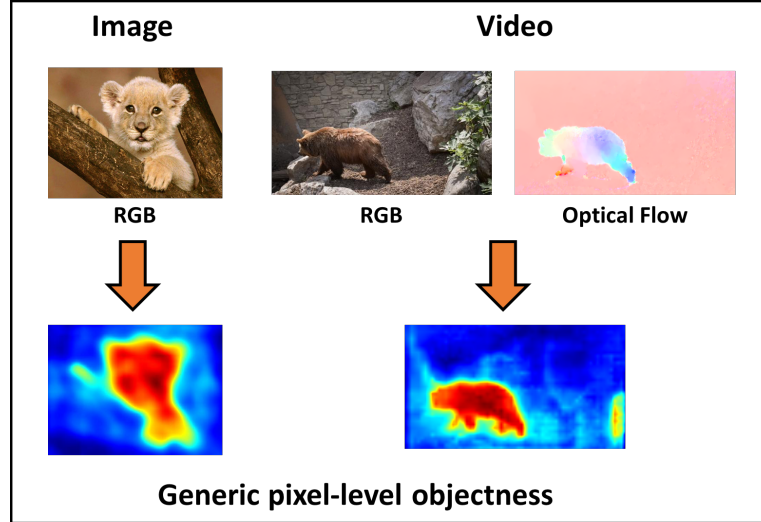 Image
Video
RGB
RGB
Optical Flow
Generic pixel-level objectness